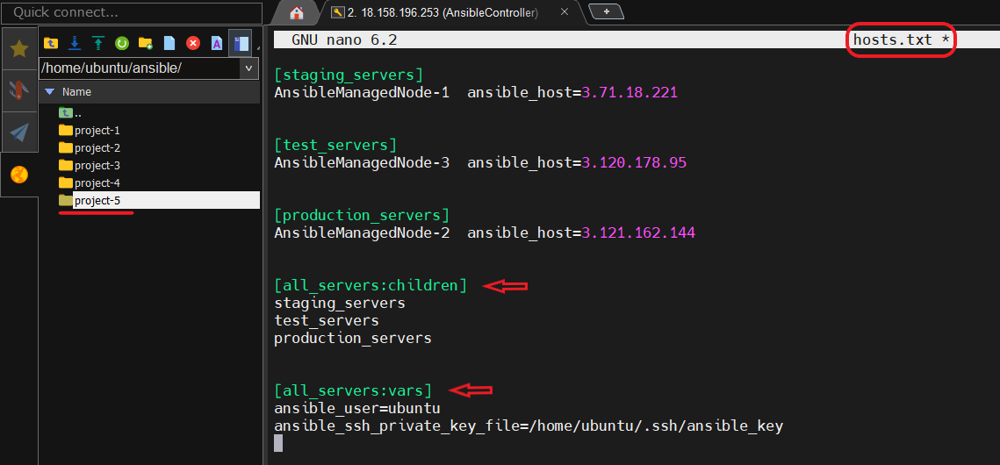 Quick connect...
2. 18.158.196.253 (AnsibleController)
/home/ubuntu/ansible/
Name
..
project-1
project-2
project-3
project-4
project-5
GNU nano 6.2 hosts.txt *
[staging_servers]
AnsibleManagedNode-1 ansible_host=3.71.18.221
[test_servers]
AnsibleManagedNode-3 ansible_host=3.120.178.95
[production_servers]
AnsibleManagedNode-2 ansible_host=3.121.162.144
[all_servers:children]
staging_servers
test_servers
production_servers
[all_servers:vars]
ansible_user=ubuntu
ansible_ssh_private_key_file=/home/ubuntu/.ssh/ansible_key